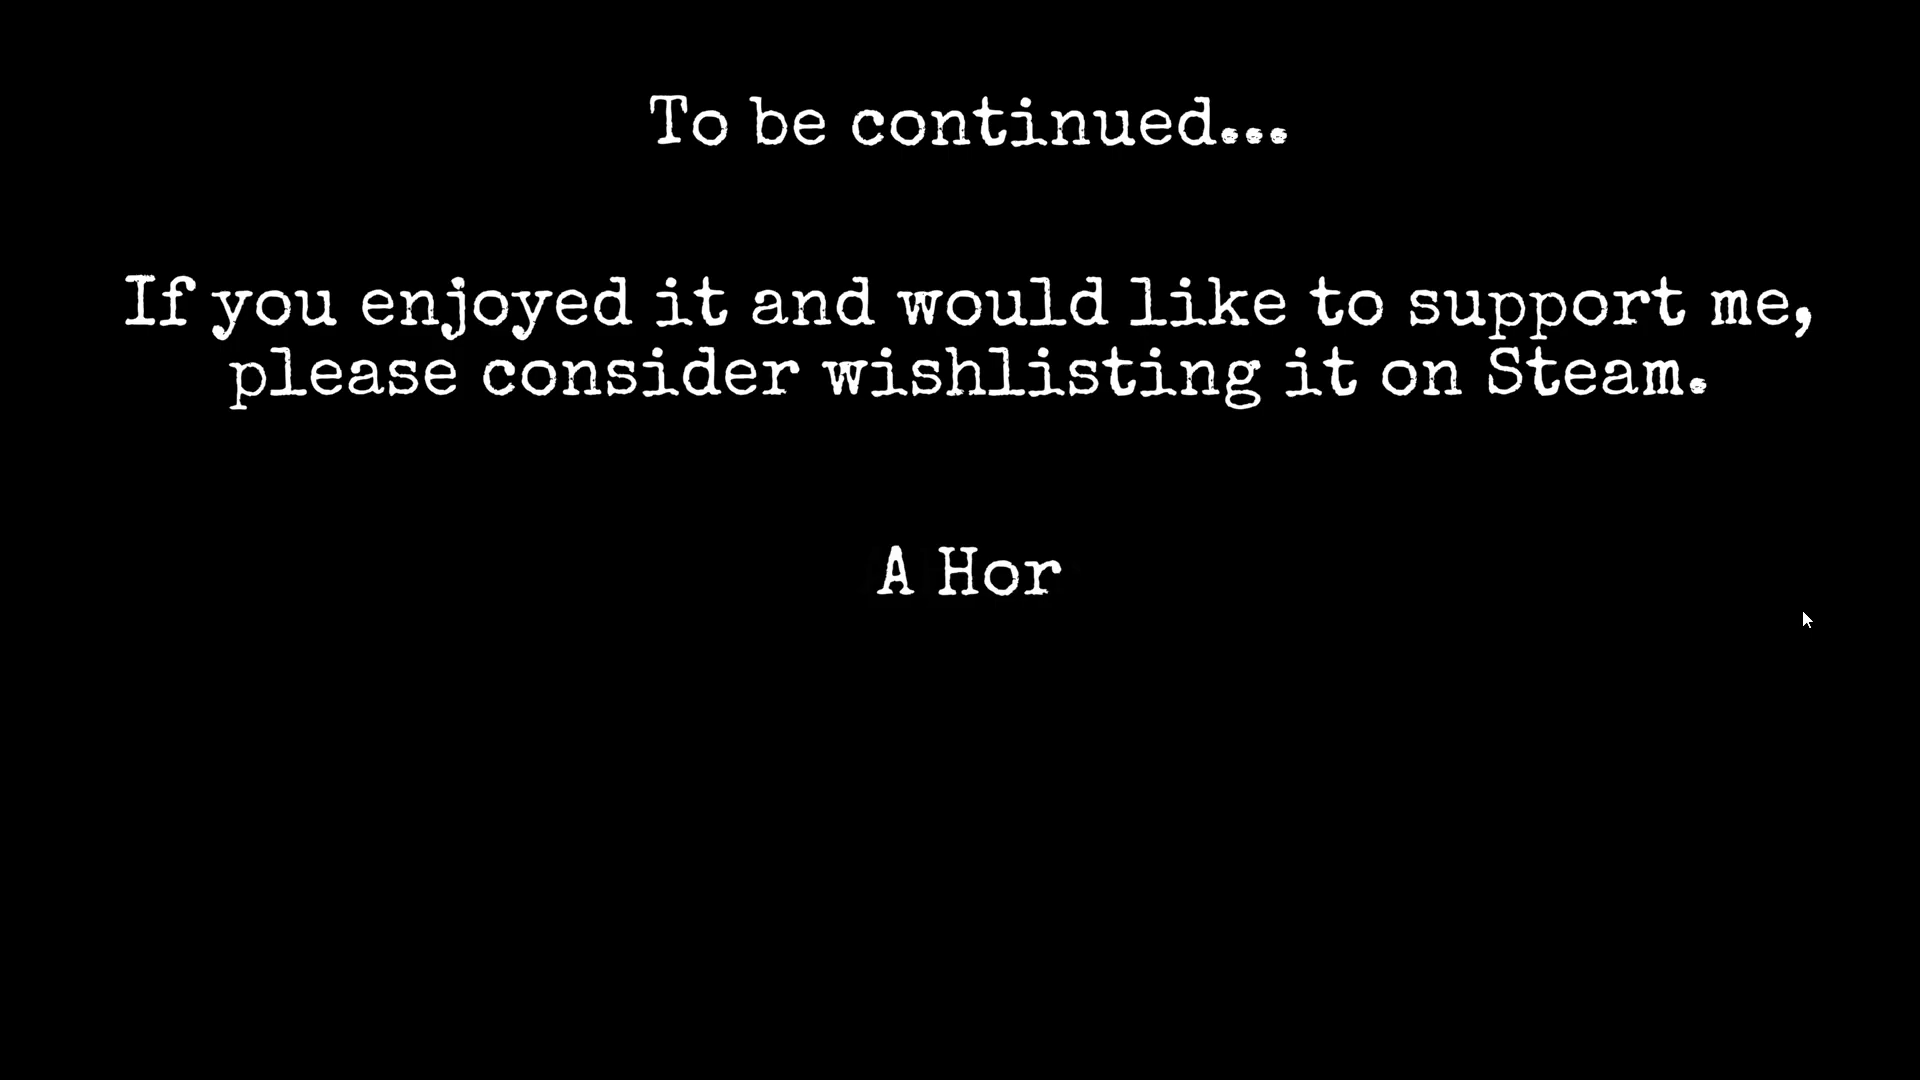 To be continued...
If you enjoyed it and would like to support me,
please consider wishlisting it on Steam.
A Hor